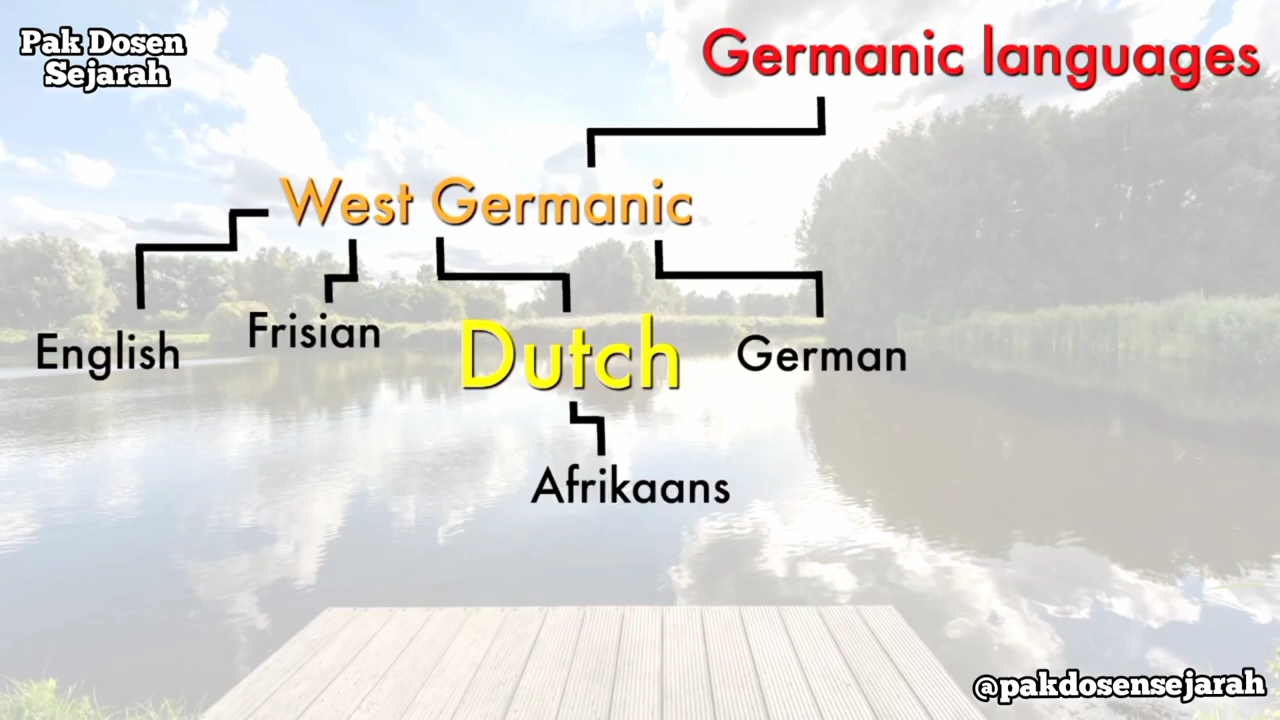 Pak Dosen
Sejarah
Germanic languages
West Germanic
English
Frisian
Dutch
German
Afrikaans
@pakdosensejarah